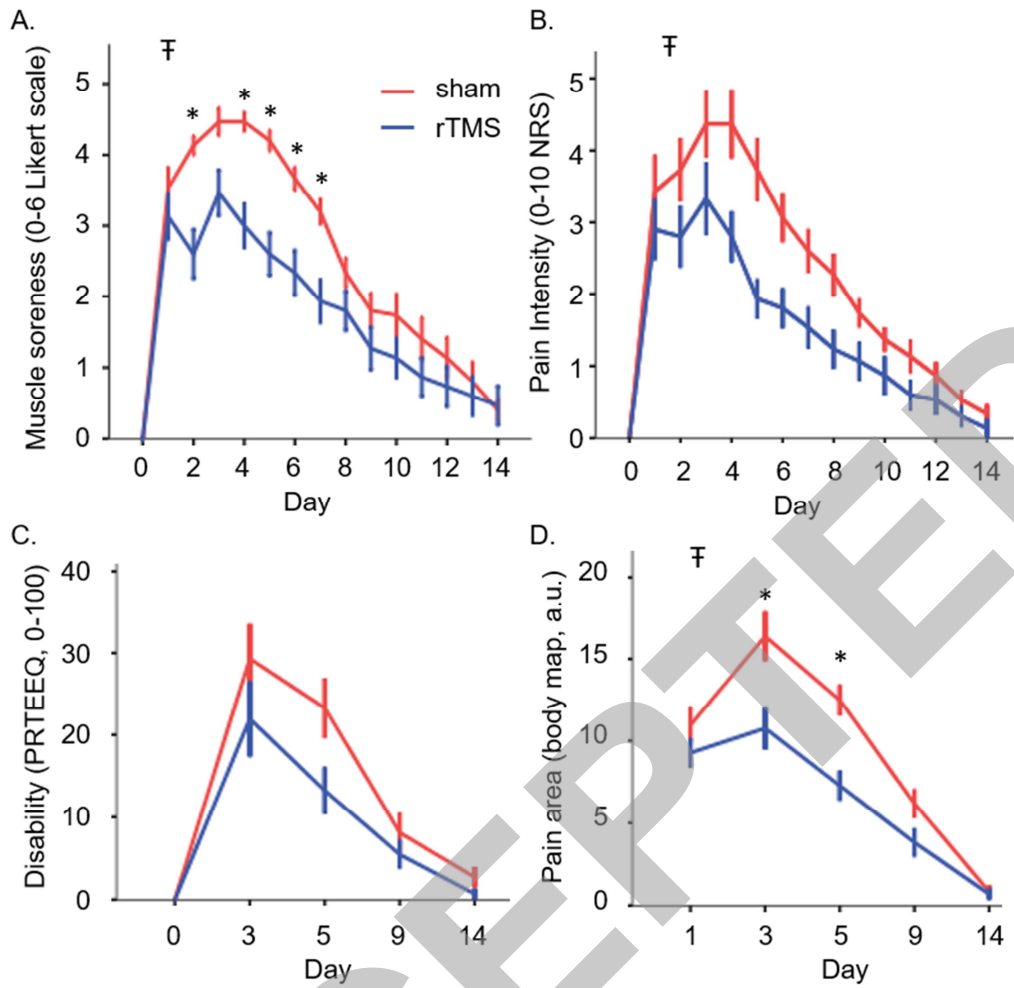 A.
Ŧ
Muscle soreness (0-6 Likert scale)
5
4
3
2
1
0
* * * * *
sham
rTMS
0 2 4 6 8 10 12 14
Day
B.
Ŧ
Pain Intensity (0-10 NRS)
5
4
3
2
1
0
0 2 4 6 8 10 12 14
Day
C.
Disability (PRTEEQ, 0-100)
40
30
20
10
0
0 3 5 9 14
Day
D.
Ŧ
Pain area (body map, a.u.)
20
15
10
5
0
* *
1 3 5 9 14
Day
CEPTED